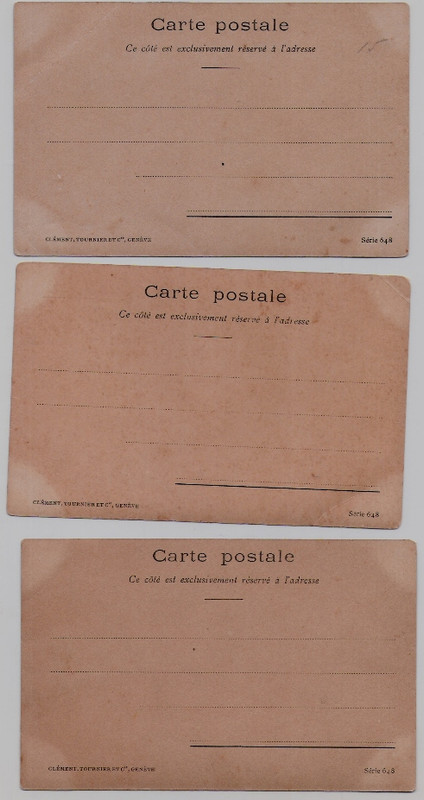 Carte postale
Ce côté est exclusivement réservé à l'adresse
15
CLÉMENT, TOURNIER ET Cie, GENÈVE
Série 648
Carte postale
Ce côté est exclusivement réservé à l'adresse
CLÉMENT, TOURNIER ET Cie, GENÈVE
Série 648
Carte postale
Ce côté est exclusivement réservé à l'adresse
CLÉMENT, TOURNIER ET Cie, GENÈVE
Série 648